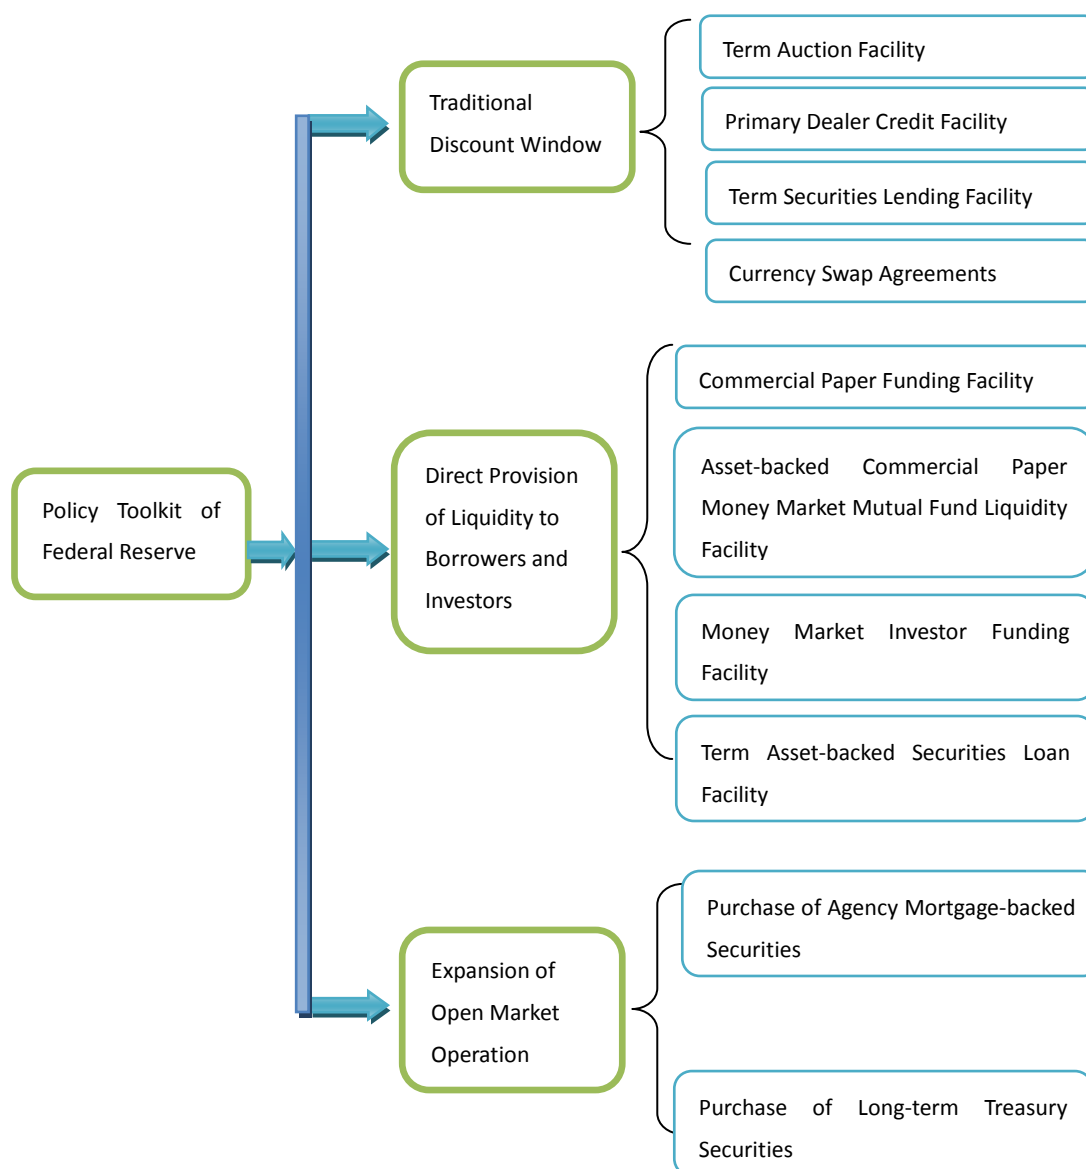 Policy Toolkit of
Federal Reserve
Traditional
Discount Window
Term Auction Facility
Primary Dealer Credit Facility
Term Securities Lending Facility
Currency Swap Agreements
Direct Provision
of Liquidity to
Borrowers and
Investors
Commercial Paper Funding Facility
Asset-backed Commercial Paper
Money Market Mutual Fund Liquidity
Facility
Money Market Investor Funding
Facility
Term Asset-backed Securities Loan
Facility
Expansion of
Open Market
Operation
Purchase of Agency Mortgage-backed
Securities
Purchase of Long-term Treasury
Securities